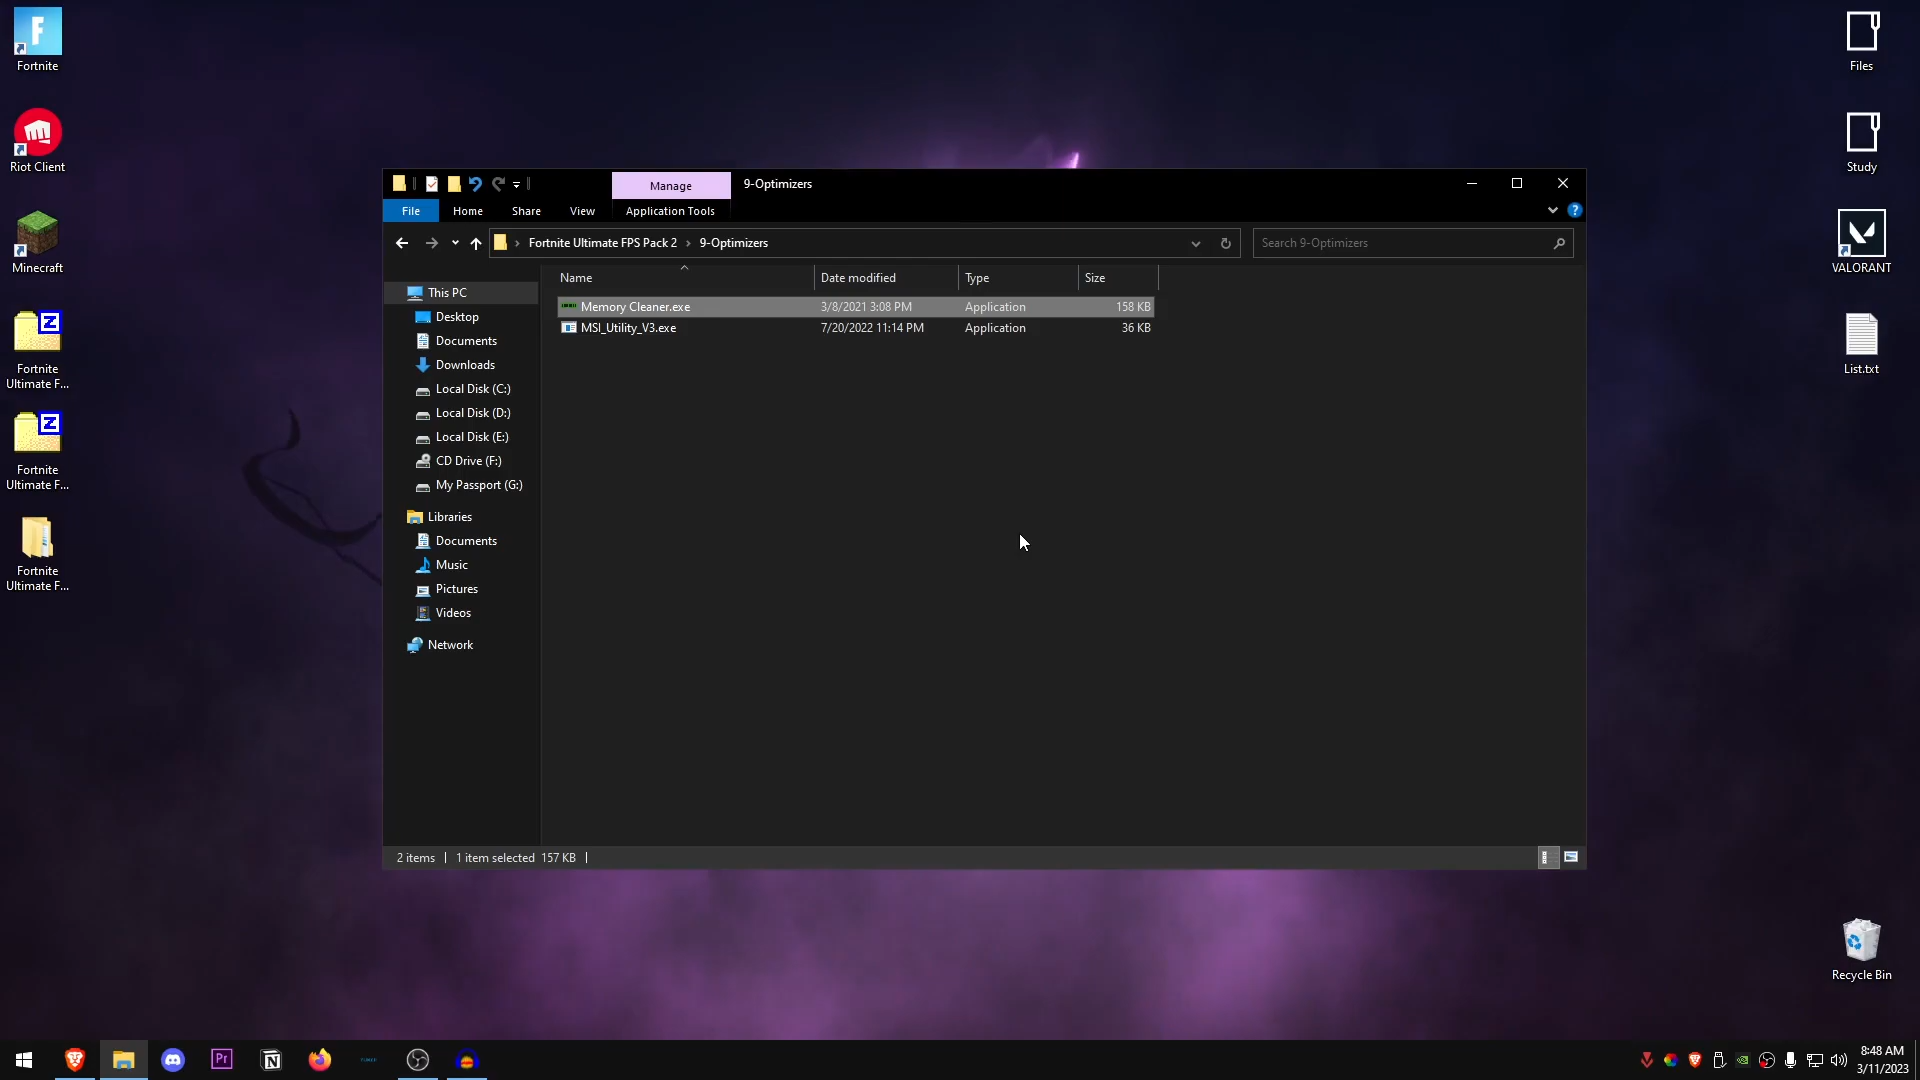 Fortnite
Riot Client
Minecraft
Fortnite
Ultimate F...
Fortnite
Ultimate F...
Fortnite
Ultimate F...
Manage
9-Optimizers
File
Home
Share
View
Application Tools
Fortnite Ultimate FPS Pack 2
9-Optimizers
Search 9-Optimizers
Name
Date modified
Type
Size
Memory Cleaner.exe
3/8/2021 3:08 PM
Application
158 KB
MSI_Utility_V3.exe
7/20/2022 11:14 PM
Application
36 KB
This PC
Desktop
Documents
Downloads
Local Disk (C:)
Local Disk (D:)
Local Disk (E:)
CD Drive (F:)
My Passport (G:)
Libraries
Documents
Music
Pictures
Videos
Network
2 items
1 item selected 157 KB
Files
Study
VALORANT
List.txt
Recycle Bin
Pr
8:48 AM
3/11/2023